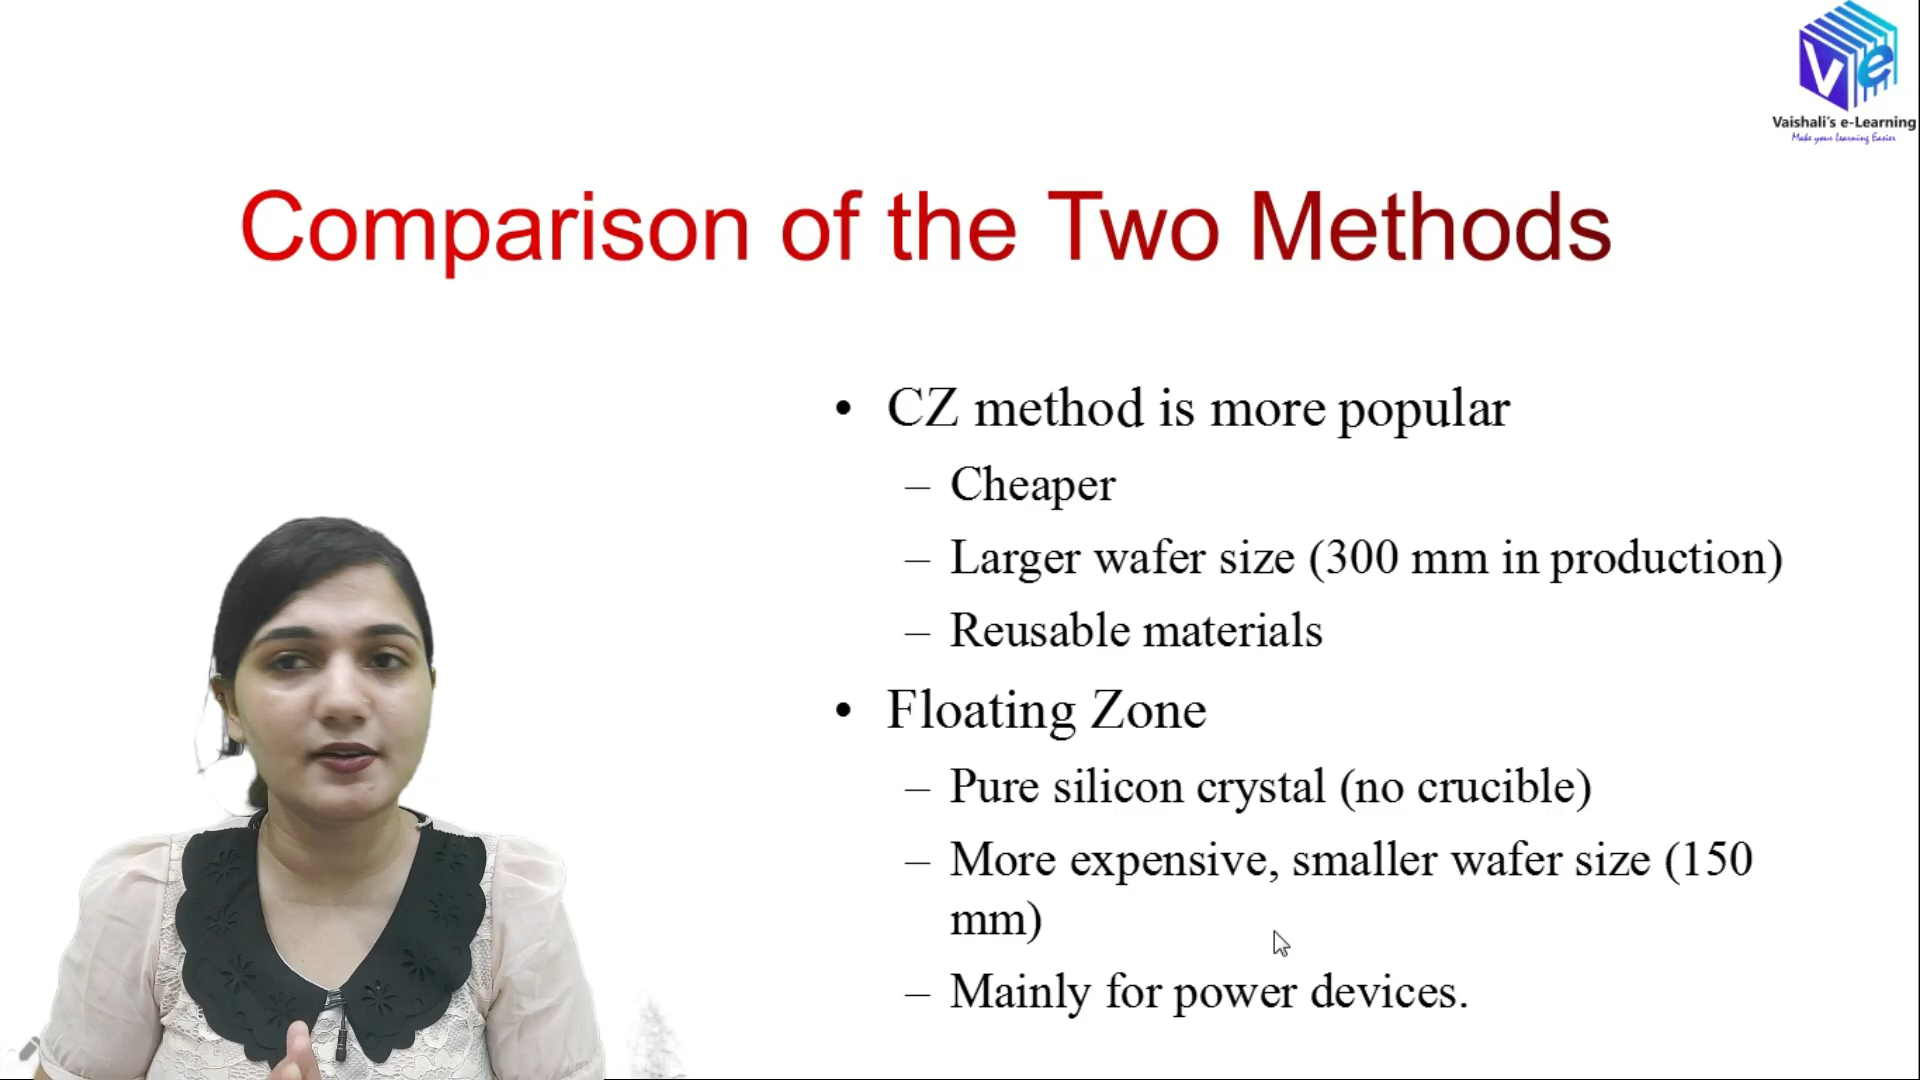 Ve
Vaishali's e-Learning
Make your Learning Easier
Comparison of the Two Methods
• CZ method is more popular
– Cheaper
– Larger wafer size (300 mm in production)
– Reusable materials
• Floating Zone
– Pure silicon crystal (no crucible)
– More expensive, smaller wafer size (150
mm)
– Mainly for power devices.